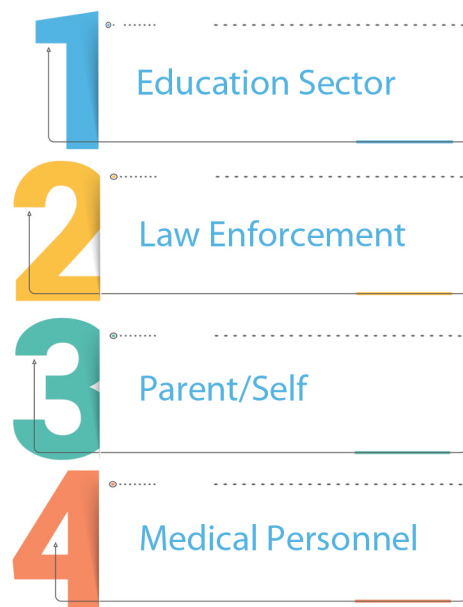 1
Education Sector
2
Law Enforcement
3
Parent/Self
4
Medical Personnel